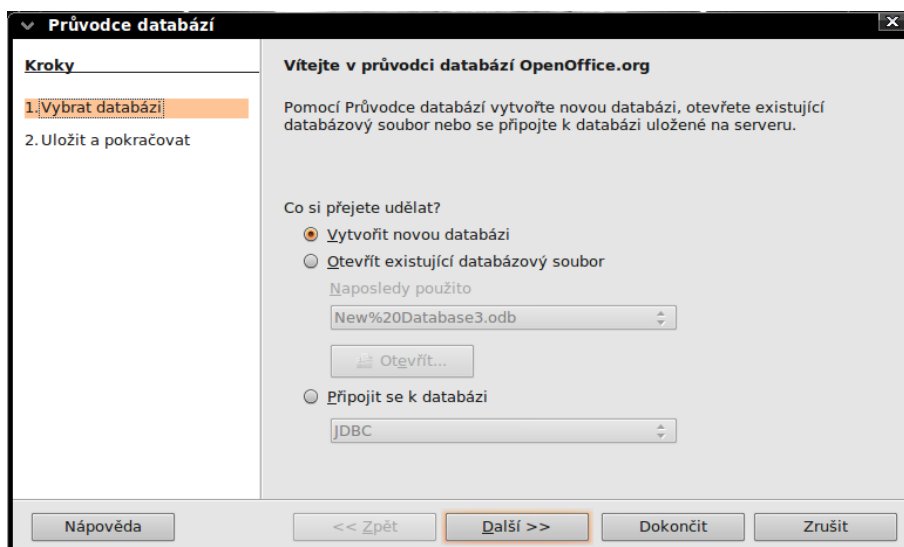 Průvodce databází
Kroky
1. Vybrat databázi
2. Uložit a pokračovat
Vítejte v průvodci databází OpenOffice.org
Pomocí Průvodce databází vytvořte novou databázi, otevřete existující
databázový soubor nebo se připojte k databázi uložené na serveru.
Co si přejete udělat?
Vytvořit novou databázi
Otevřít existující databázový soubor
Naposledy použito
New%20Database3.odb
Otevřít...
Připojit se k databázi
JDBC
Nápověda
<< Zpět
Další >>
Dokončit
Zrušit